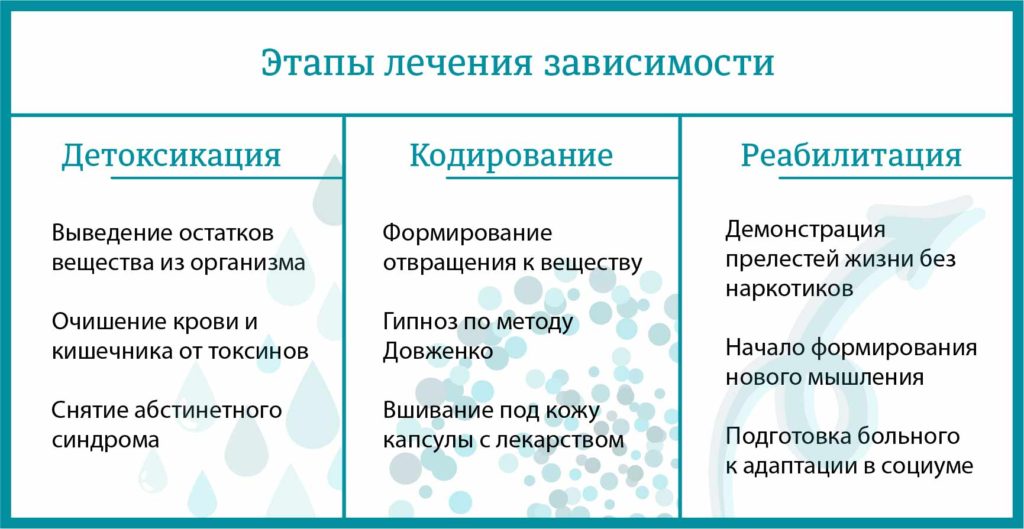 Этапы лечения зависимости
Детоксикация
Выведение остатков
вещества из организма
Очишение крови и
кишечника от токсинов
Снятие абстинетного
синдрома
Кодирование
Формирование
отвращения к веществу
Гипноз по методу
Довженко
Вшивание под кожу
капсулы с лекарством
Реабилитация
Демонстрация
прелестей жизни без
наркотиков
Начало формирования
нового мышления
Подготовка больного
к адаптации в социуме